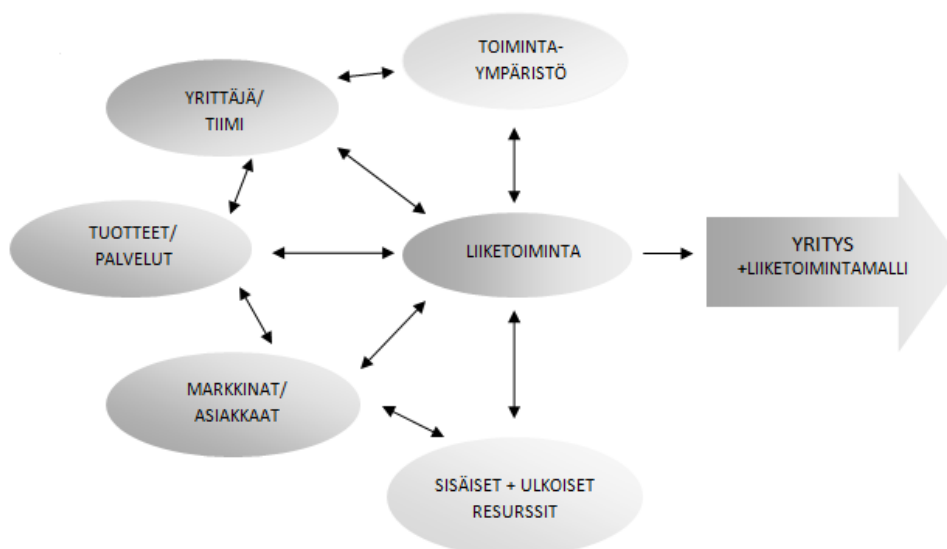 TOIMINTA-
YMPÄRISTÖ
YRITTÄJÄ/
TIIMI
TUOTTEET/
PALVELUT
LIIKETOIMINTA
YRITYS
+LIIKETOIMINTAMALLI
MARKKINAT/
ASIAKKAAT
SISÄISET + ULKOISET
RESURSSIT